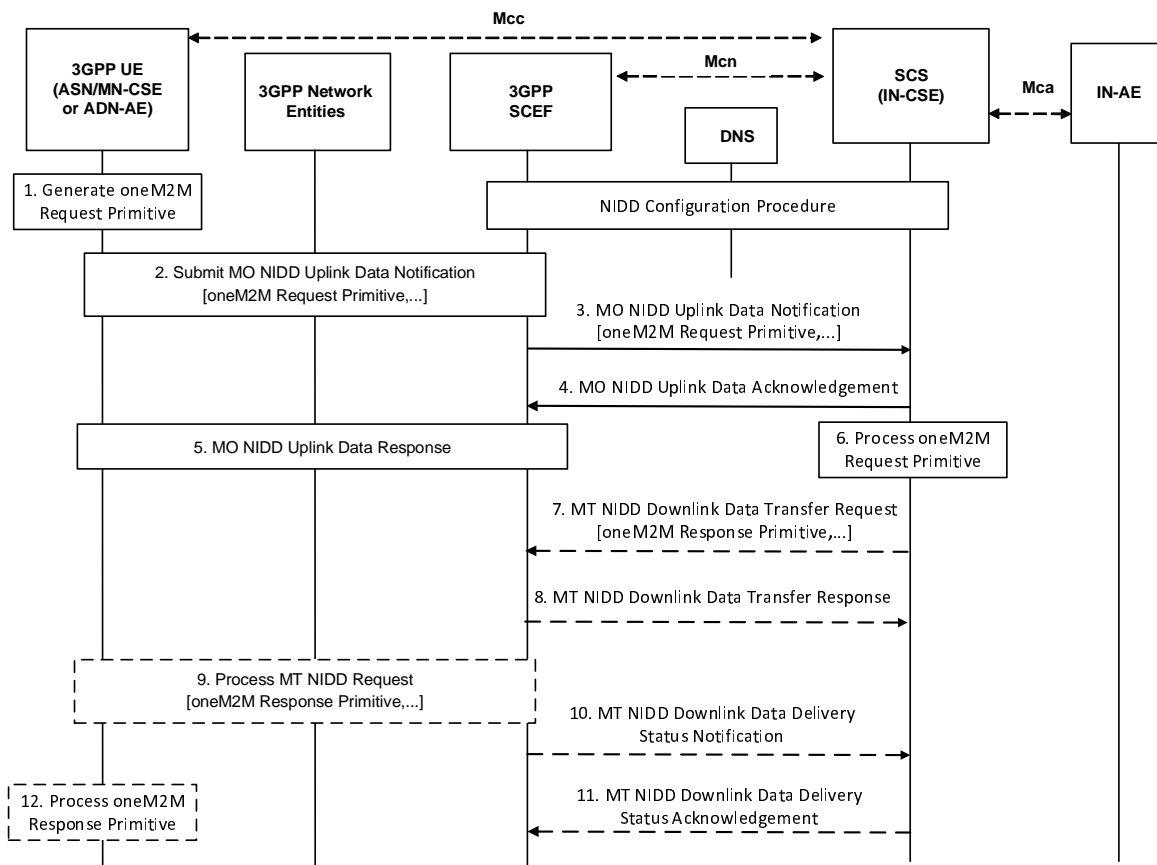 Mcc
3GPP UE
(ASN/MN-CSE
or ADN-AE)
3GPP Network
Entities
3GPP
SCEF
Mcn
DNS
SCS
(IN-CSE)
Mca
IN-AE
1. Generate oneM2M
Request Primitive
NIDD Configuration Procedure
2. Submit MO NIDD Uplink Data Notification
[oneM2M Request Primitive,...]
3. MO NIDD Uplink Data Notification
[oneM2M Request Primitive,...]
4. MO NIDD Uplink Data Acknowledgement
5. MO NIDD Uplink Data Response
6. Process oneM2M
Request Primitive
7. MT NIDD Downlink Data Transfer Request
[oneM2M Response Primitive,...]
8. MT NIDD Downlink Data Transfer Response
9. Process MT NIDD Request
[oneM2M Response Primitive,...]
10. MT NIDD Downlink Data Delivery
Status Notification
11. MT NIDD Downlink Data Delivery
Status Acknowledgement
12. Process oneM2M
Response Primitive